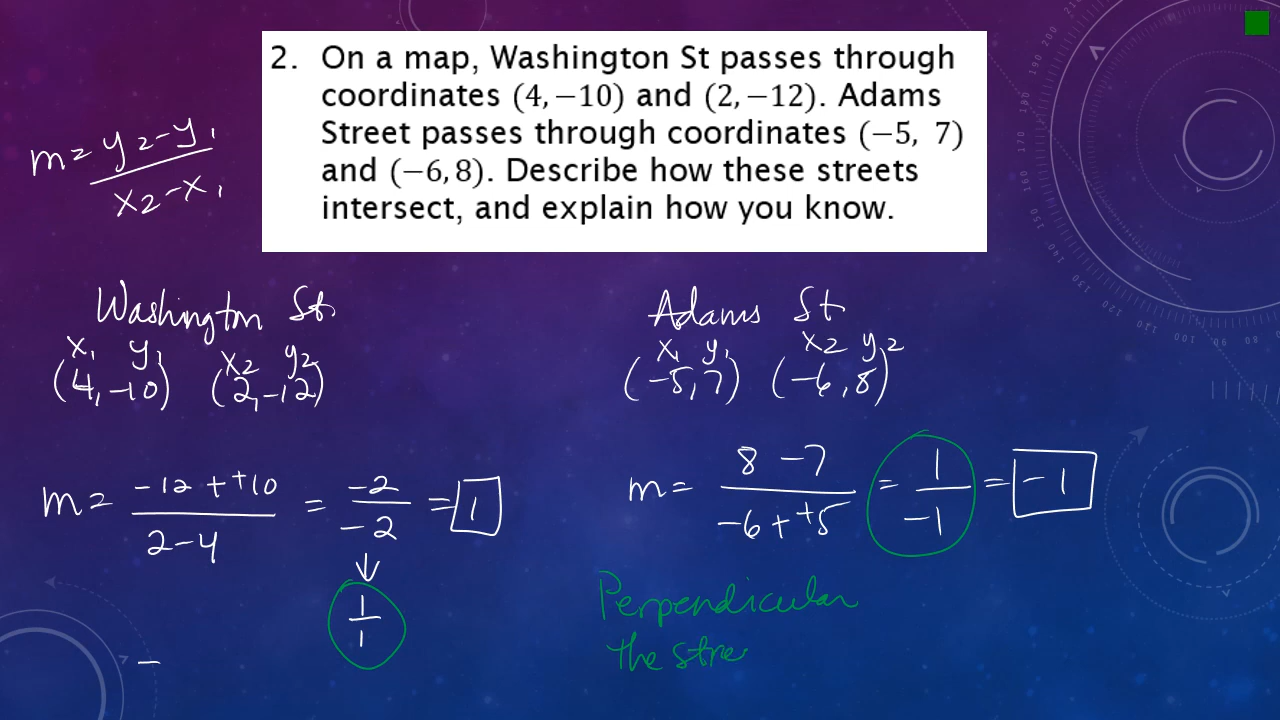 2. On a map, Washington St passes through
coordinates (4,−10) and (2,−12). Adams
Street passes through coordinates (−5, 7)
and (−6,8). Describe how these streets
intersect, and explain how you know.
m = y2-y1
x2-x1
Washington St.
x1 y1 x2 y2
(4,-10) (2,-12)
m = -12 + +10 = -2 = 1
2-4 -2
↓
1
1
−
Adams St
x1 y1 x2 y2
(-5,7) (-6,8)
m = 8 -7 = 1 = -1
-6 + +5 -1
Perpendicular
the stre